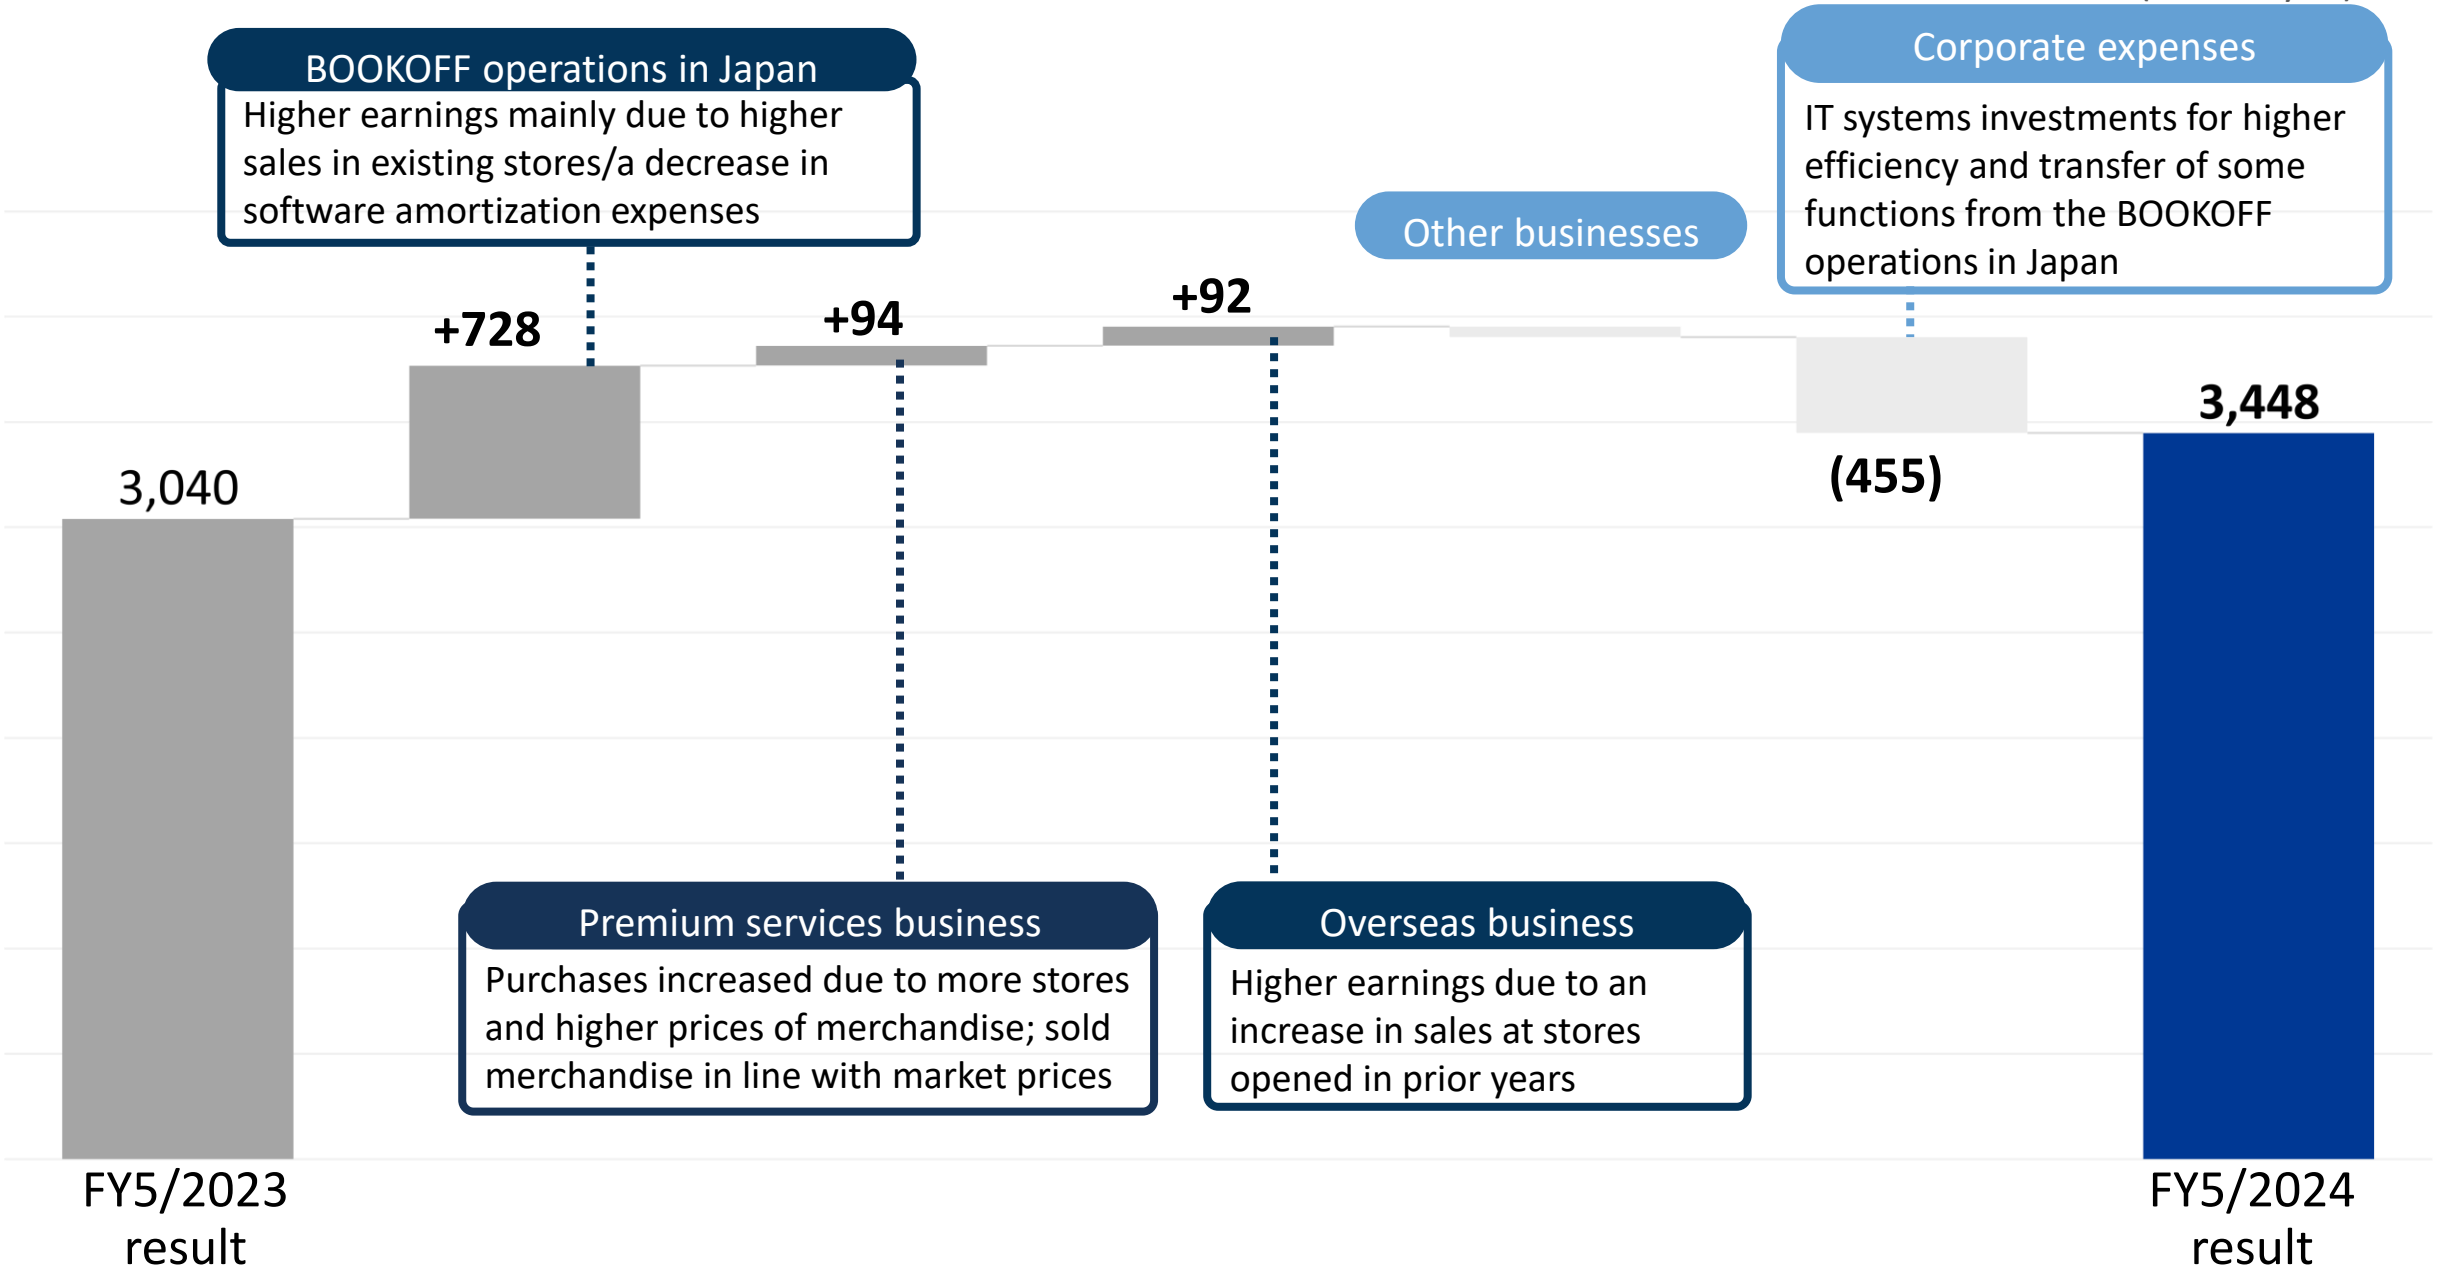 BOOKOFF operations in Japan
Higher earnings mainly due to higher
sales in existing stores/a decrease in
software amortization expenses
Corporate expenses
IT systems investments for higher
efficiency and transfer of some
functions from the BOOKOFF
operations in Japan
Other businesses
3,040
+728
+94
+92
(455)
3,448
Premium services business
Purchases increased due to more stores
and higher prices of merchandise; sold
merchandise in line with market prices
Overseas business
Higher earnings due to an
increase in sales at stores
opened in prior years
FY5/2023
result
FY5/2024
result